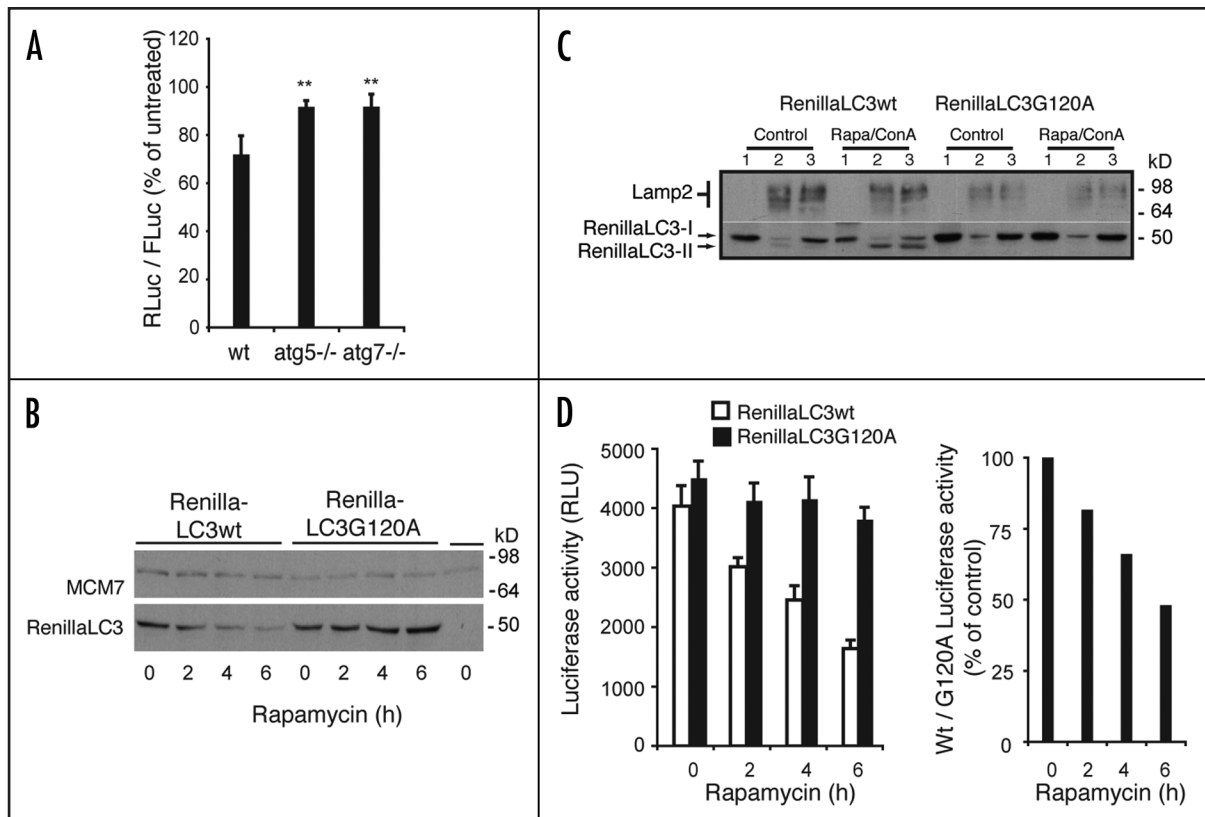 A
RLuc / FLuc (% of untreated)
120
100
80
60
40
20
0
** **
wt atg5-/- atg7-/-
B
Renilla-LC3wt
Renilla-LC3G120A
kD
-98
MCM7
-64
RenillaLC3
-50
0 2 4 6 0 2 4 6 0
Rapamycin (h)
C
RenillaLC3wt RenillaLC3G120A
Control Rapa/ConA Control Rapa/ConA
1 2 3 1 2 3 1 2 3 1 2 3 kD
Lamp2
- 98
- 64
RenillaLC3-I
RenillaLC3-II
- 50
D
RenillaLC3wt
RenillaLC3G120A
Luciferase activity (RLU)
5000
4000
3000
2000
1000
0
0 2 4 6
Rapamycin (h)
Wt / G120A Luciferase activity
(% of control)
100
75
50
25
0
0 2 4 6
Rapamycin (h)